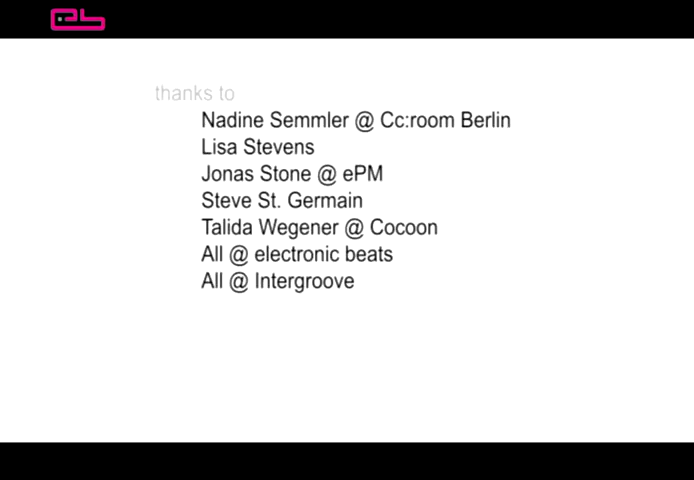 eb
thanks to
Nadine Semmler @ Cc:room Berlin
Lisa Stevens
Jonas Stone @ ePM
Steve St. Germain
Talida Wegener @ Cocoon
All @ electronic beats
All @ Intergroove